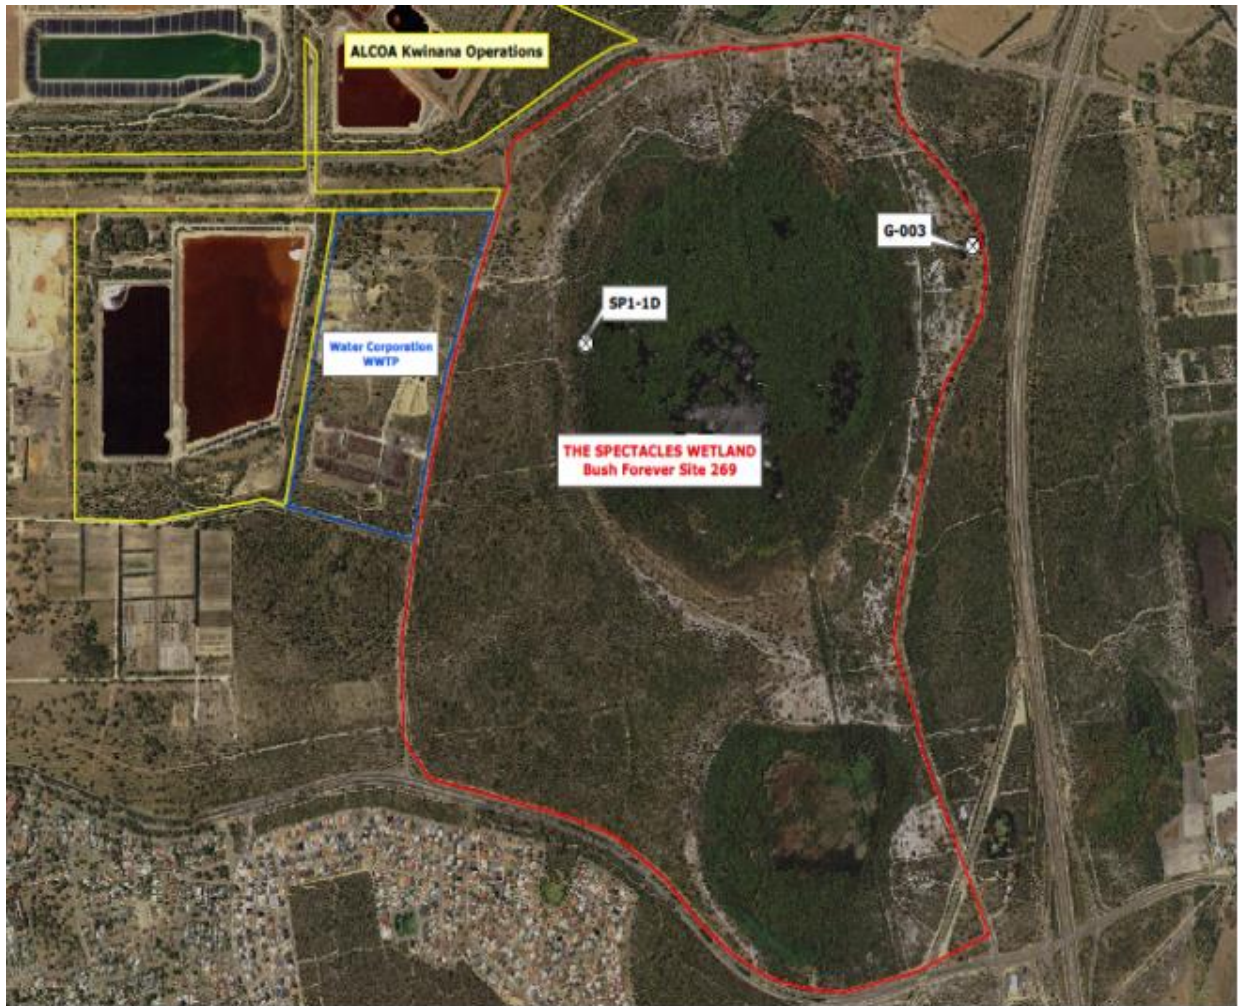 ALCOA Kwinana Operations
G-003
SP1-1D
Water Corporation
WWTP
THE SPECTACLES WETLAND
Bush Forever Site 269